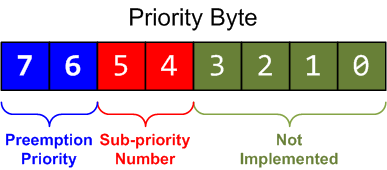 Priority Byte
7 6 5 4 3 2 1 0
Preemption Sub-priority Not
Priority Number Implemented